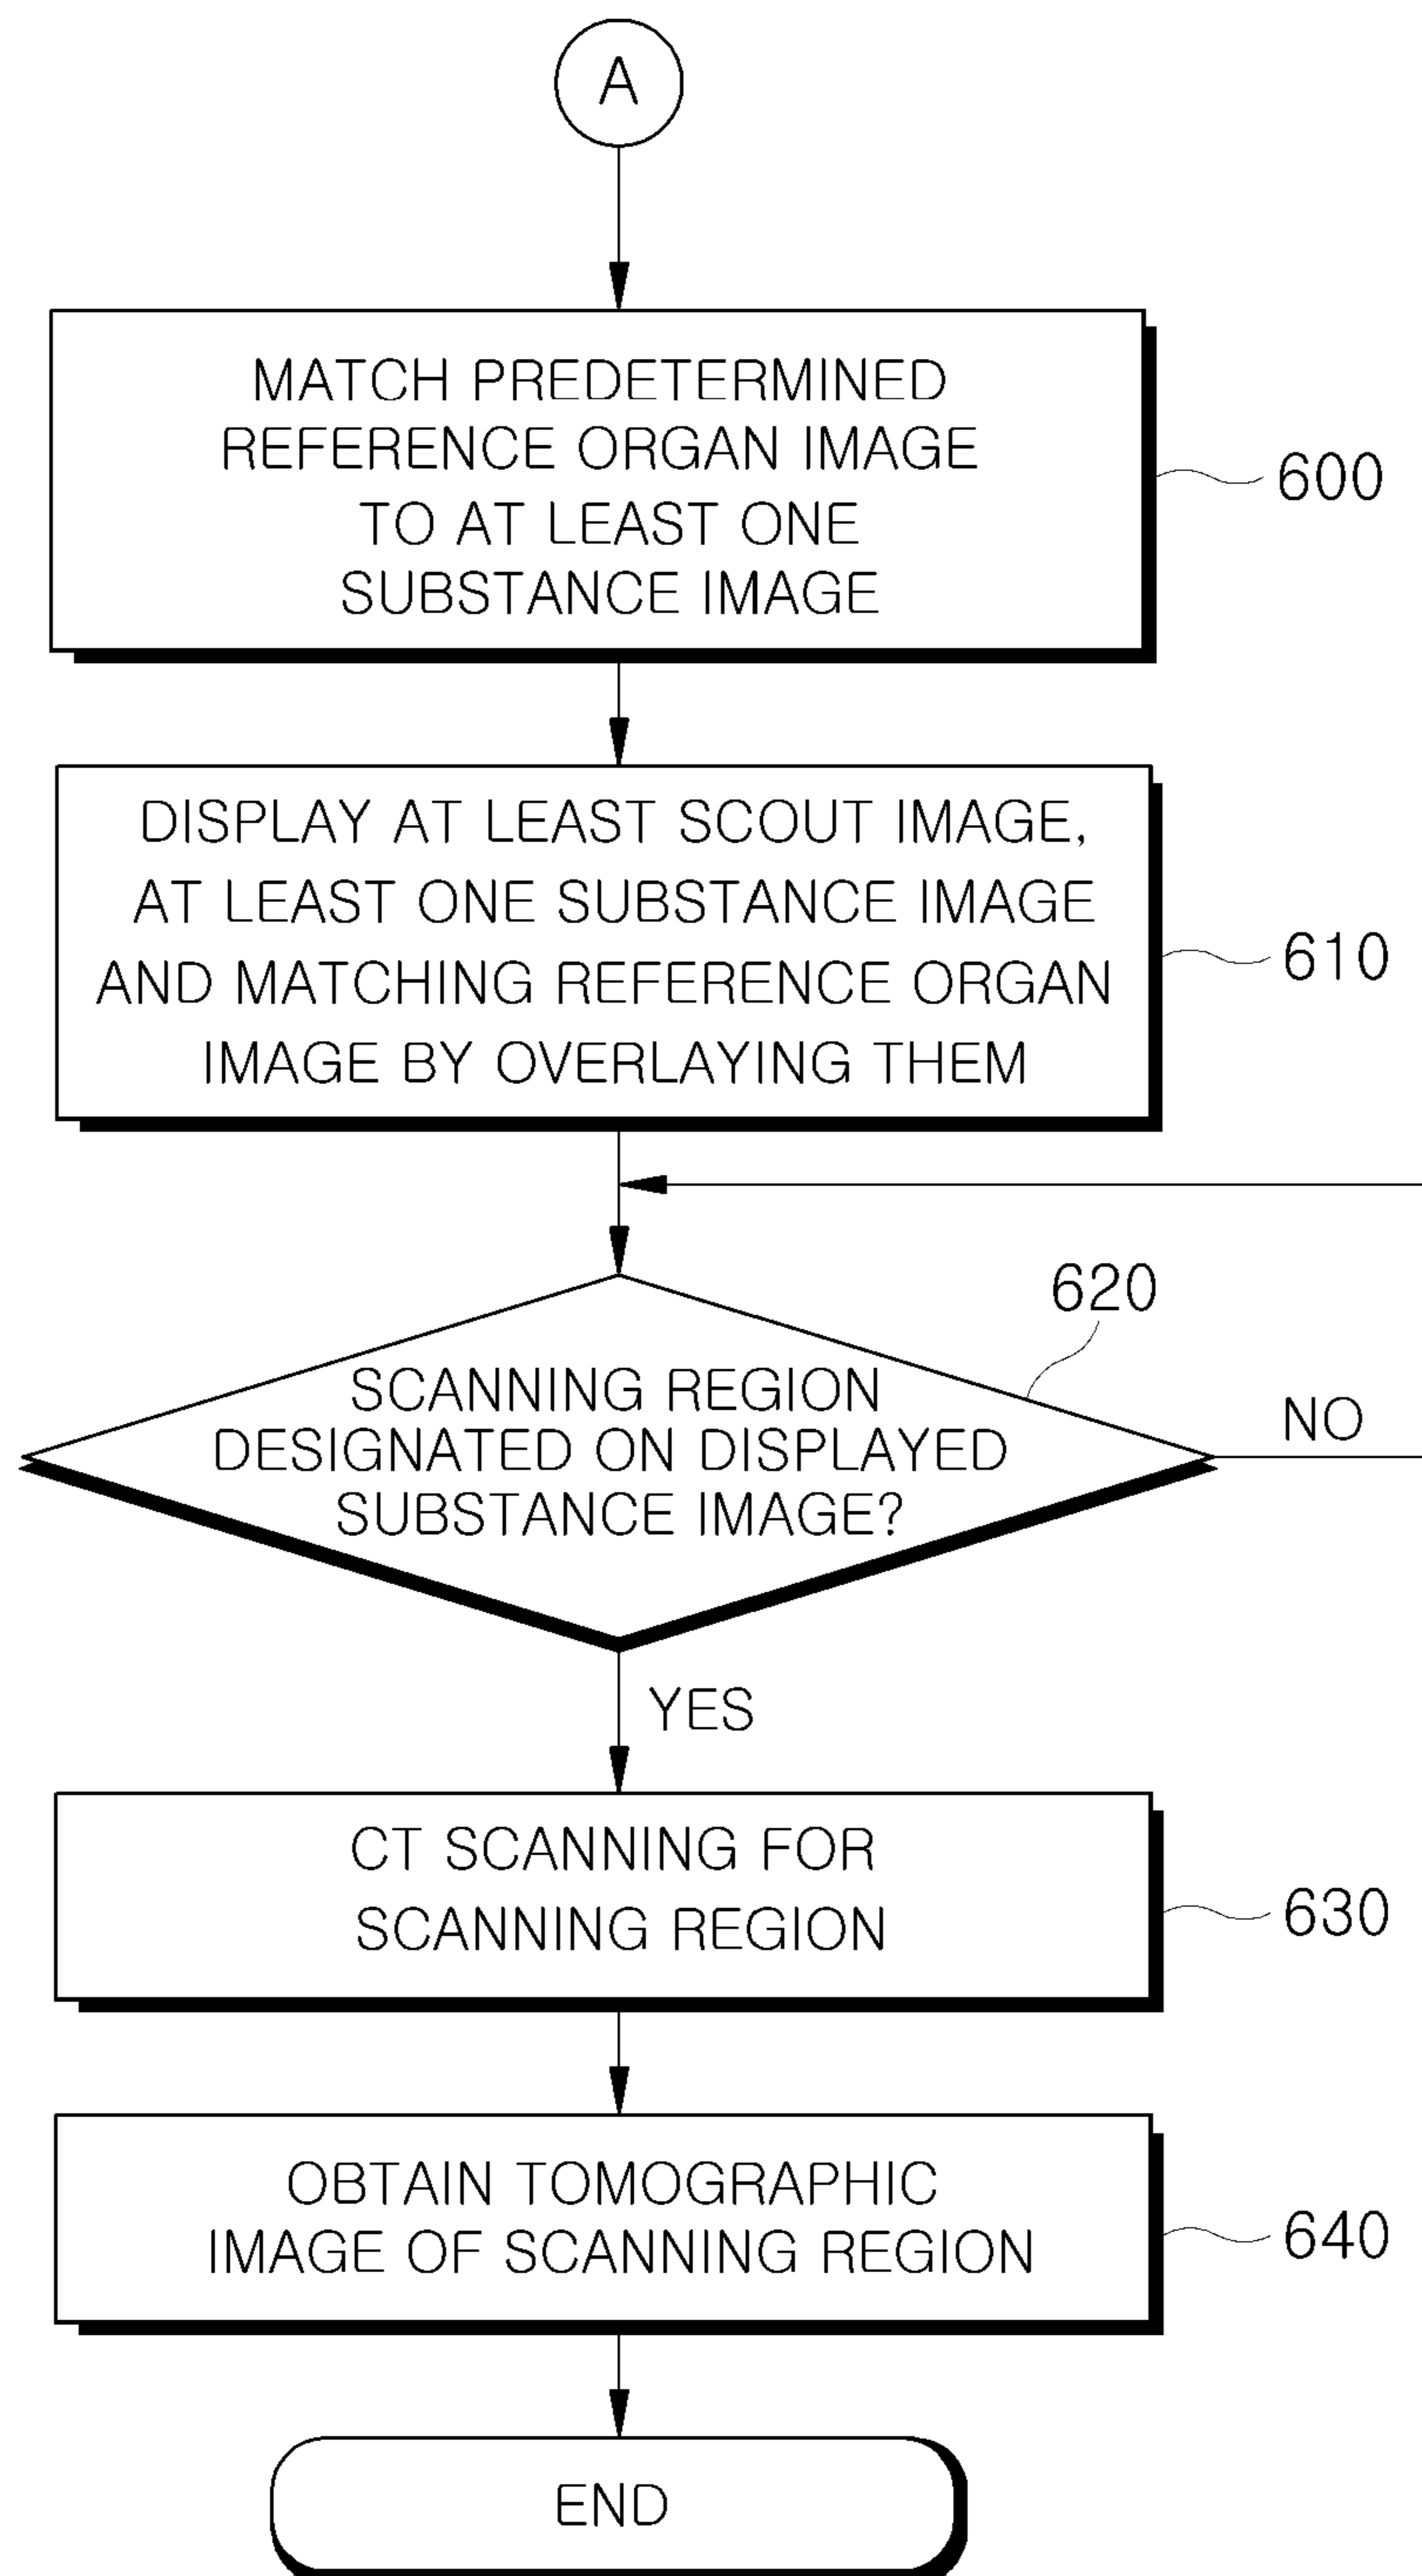 A
MATCH PREDETERMINED
REFERENCE ORGAN IMAGE
TO AT LEAST ONE
SUBSTANCE IMAGE
600
DISPLAY AT LEAST SCOUT IMAGE,
AT LEAST ONE SUBSTANCE IMAGE
AND MATCHING REFERENCE ORGAN
IMAGE BY OVERLAYING THEM
610
620
SCANNING REGION
DESIGNATED ON DISPLAYED
SUBSTANCE IMAGE?
NO
YES
CT SCANNING FOR
SCANNING REGION
630
OBTAIN TOMOGRAPHIC
IMAGE OF SCANNING REGION
640
END